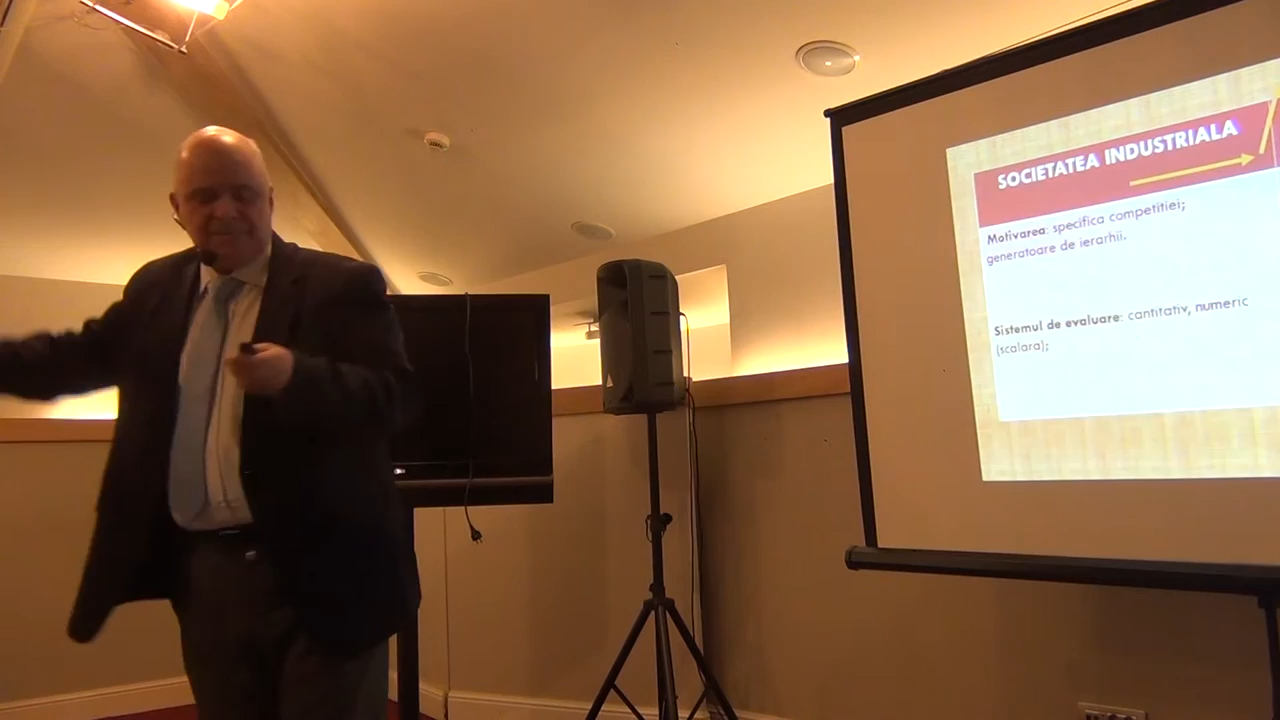 SOCIETATEA INDUSTRIALA
Motivarea: specifica competitiei;
generatoare de ierarhii.
Sistemul de evaluare: cantitativ, numeric
(scalara);